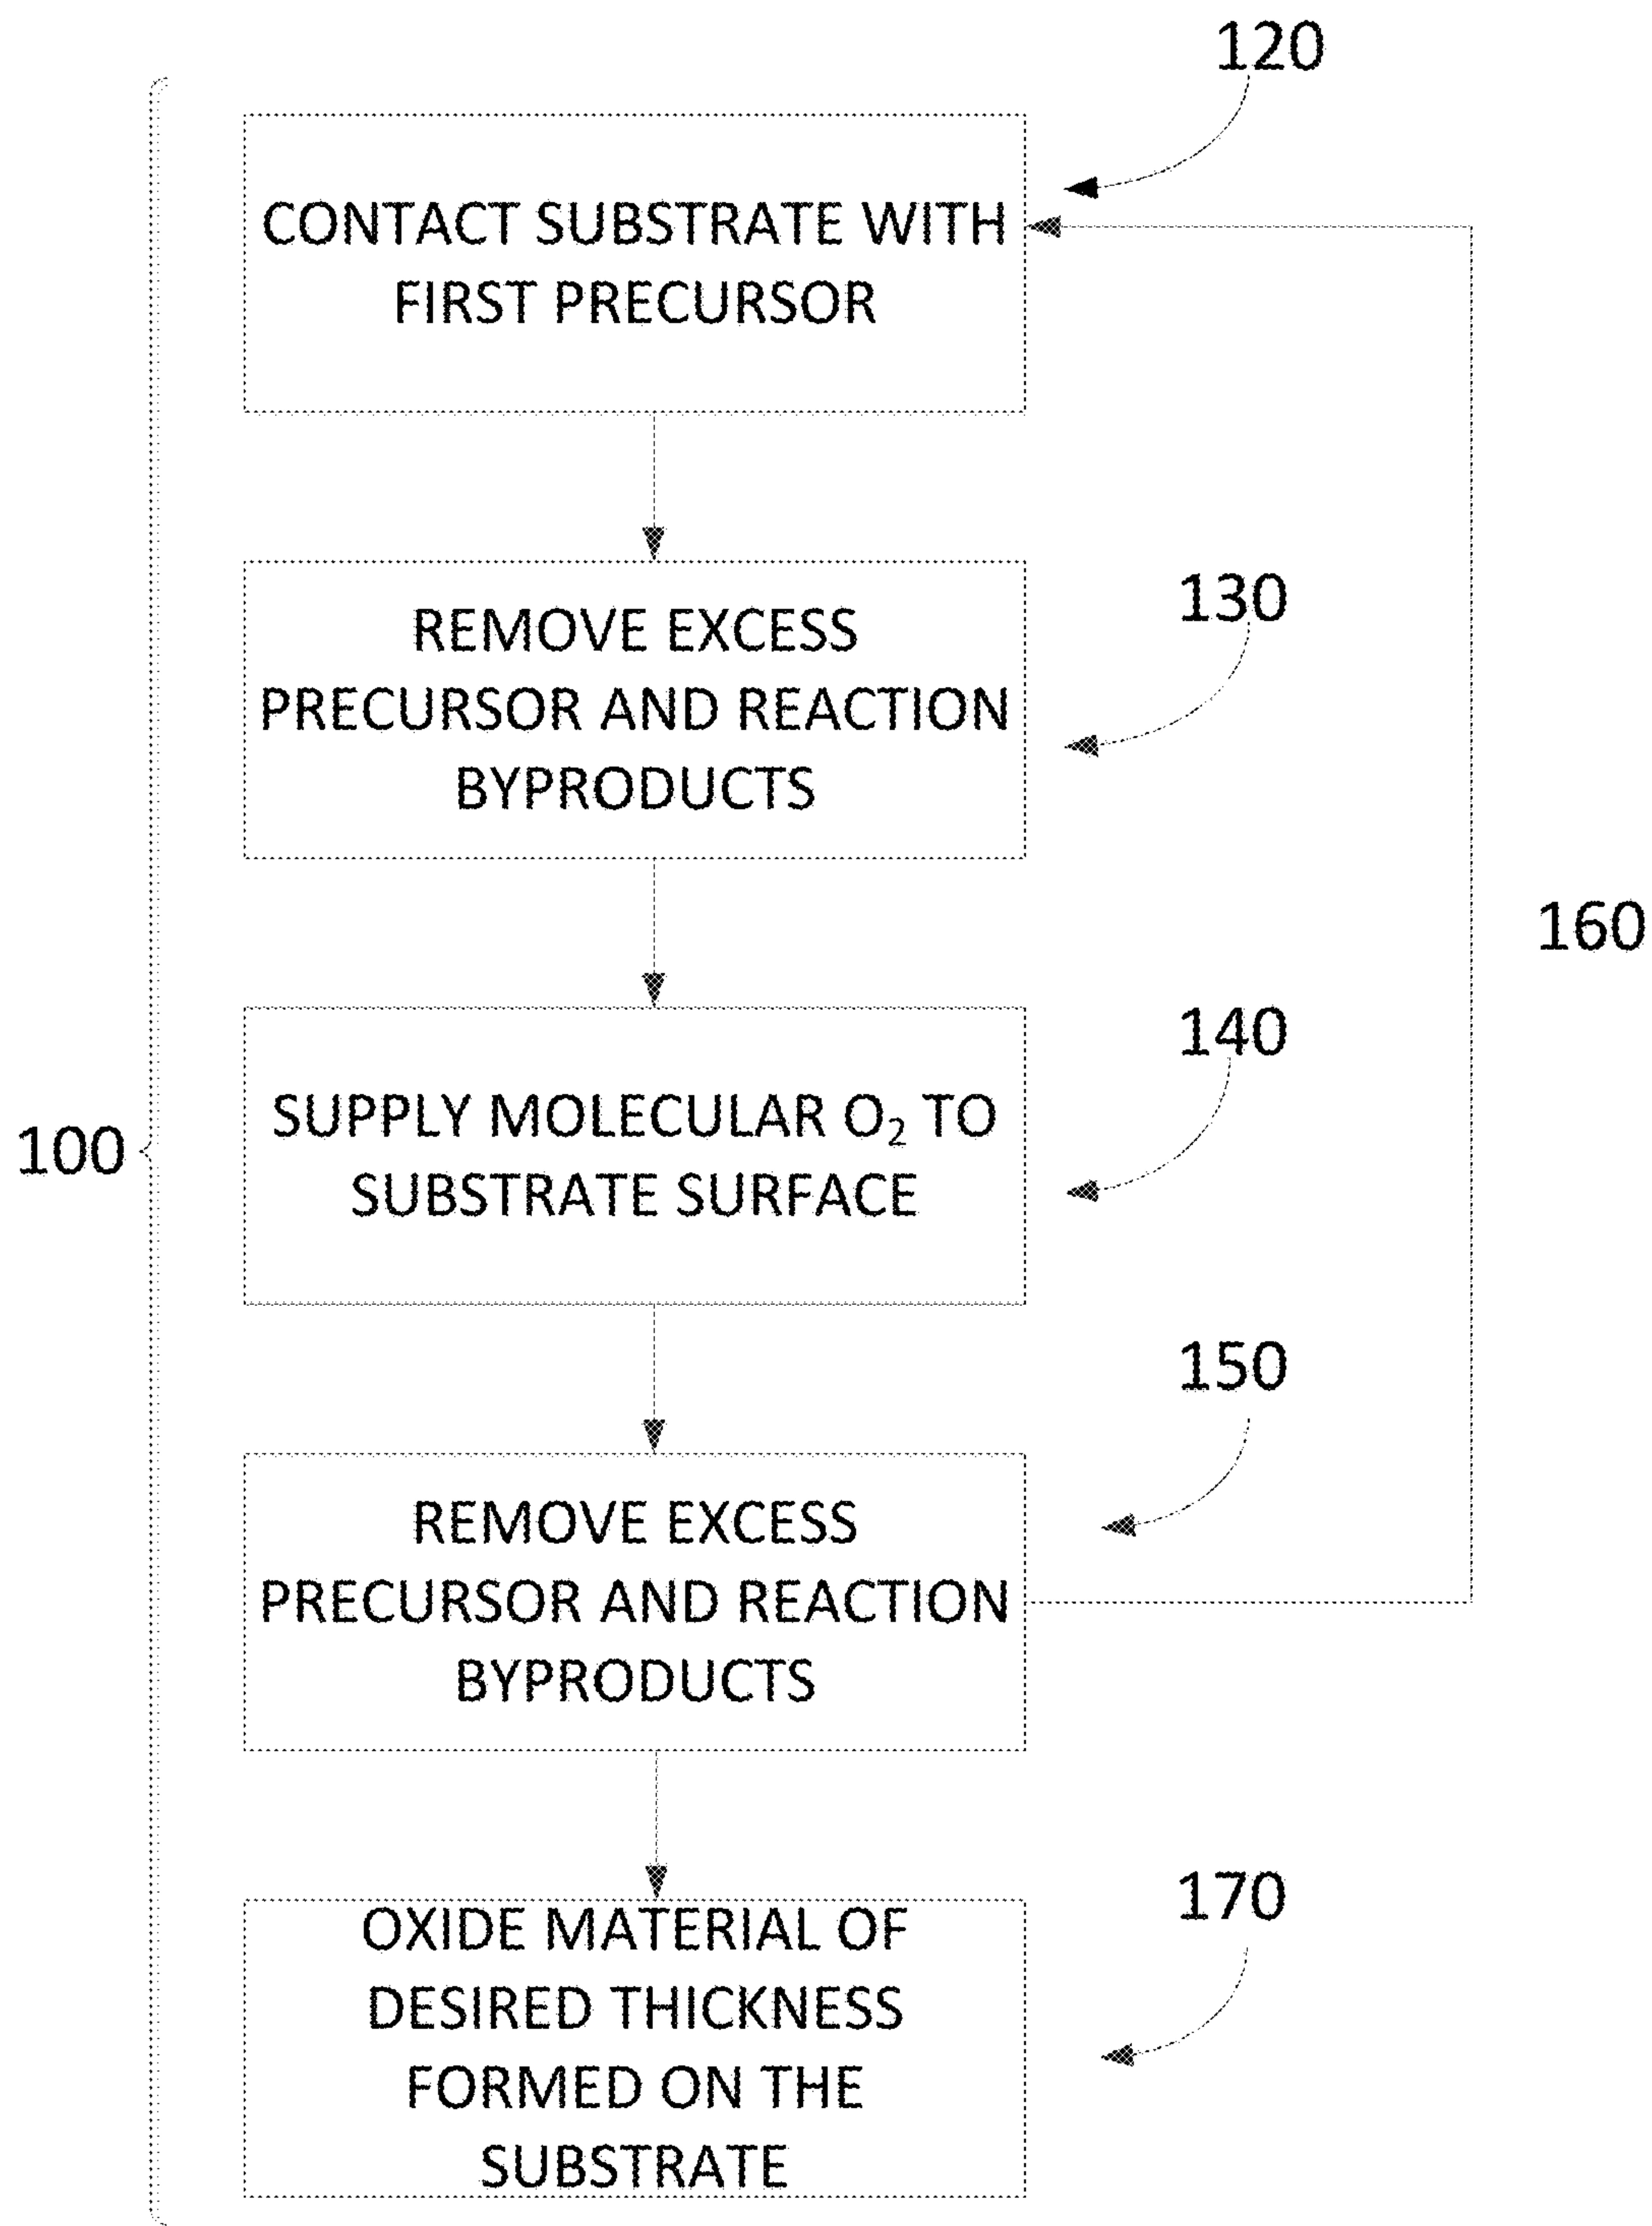 120
CONTACT SUBSTRATE WITH
FIRST PRECURSOR
130
REMOVE EXCESS
PRECURSOR AND REACTION
BYPRODUCTS
160
140
SUPPLY MOLECULAR O₂ TO
SUBSTRATE SURFACE
100
150
REMOVE EXCESS
PRECURSOR AND REACTION
BYPRODUCTS
170
OXIDE MATERIAL OF
DESIRED THICKNESS
FORMED ON THE
SUBSTRATE